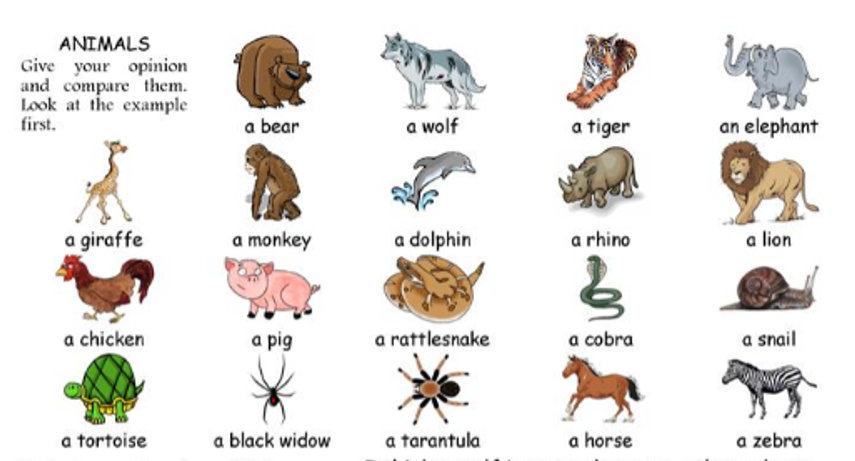 ANIMALS
Give your opinion
and compare them.
Look at the example
first.
a bear
a wolf
a tiger
an elephant
a giraffe
a monkey
a dolphin
a rhino
a lion
a chicken
a pig
a rattlesnake
a cobra
a snail
a tortoise
a black widow
a tarantula
a horse
a zebra